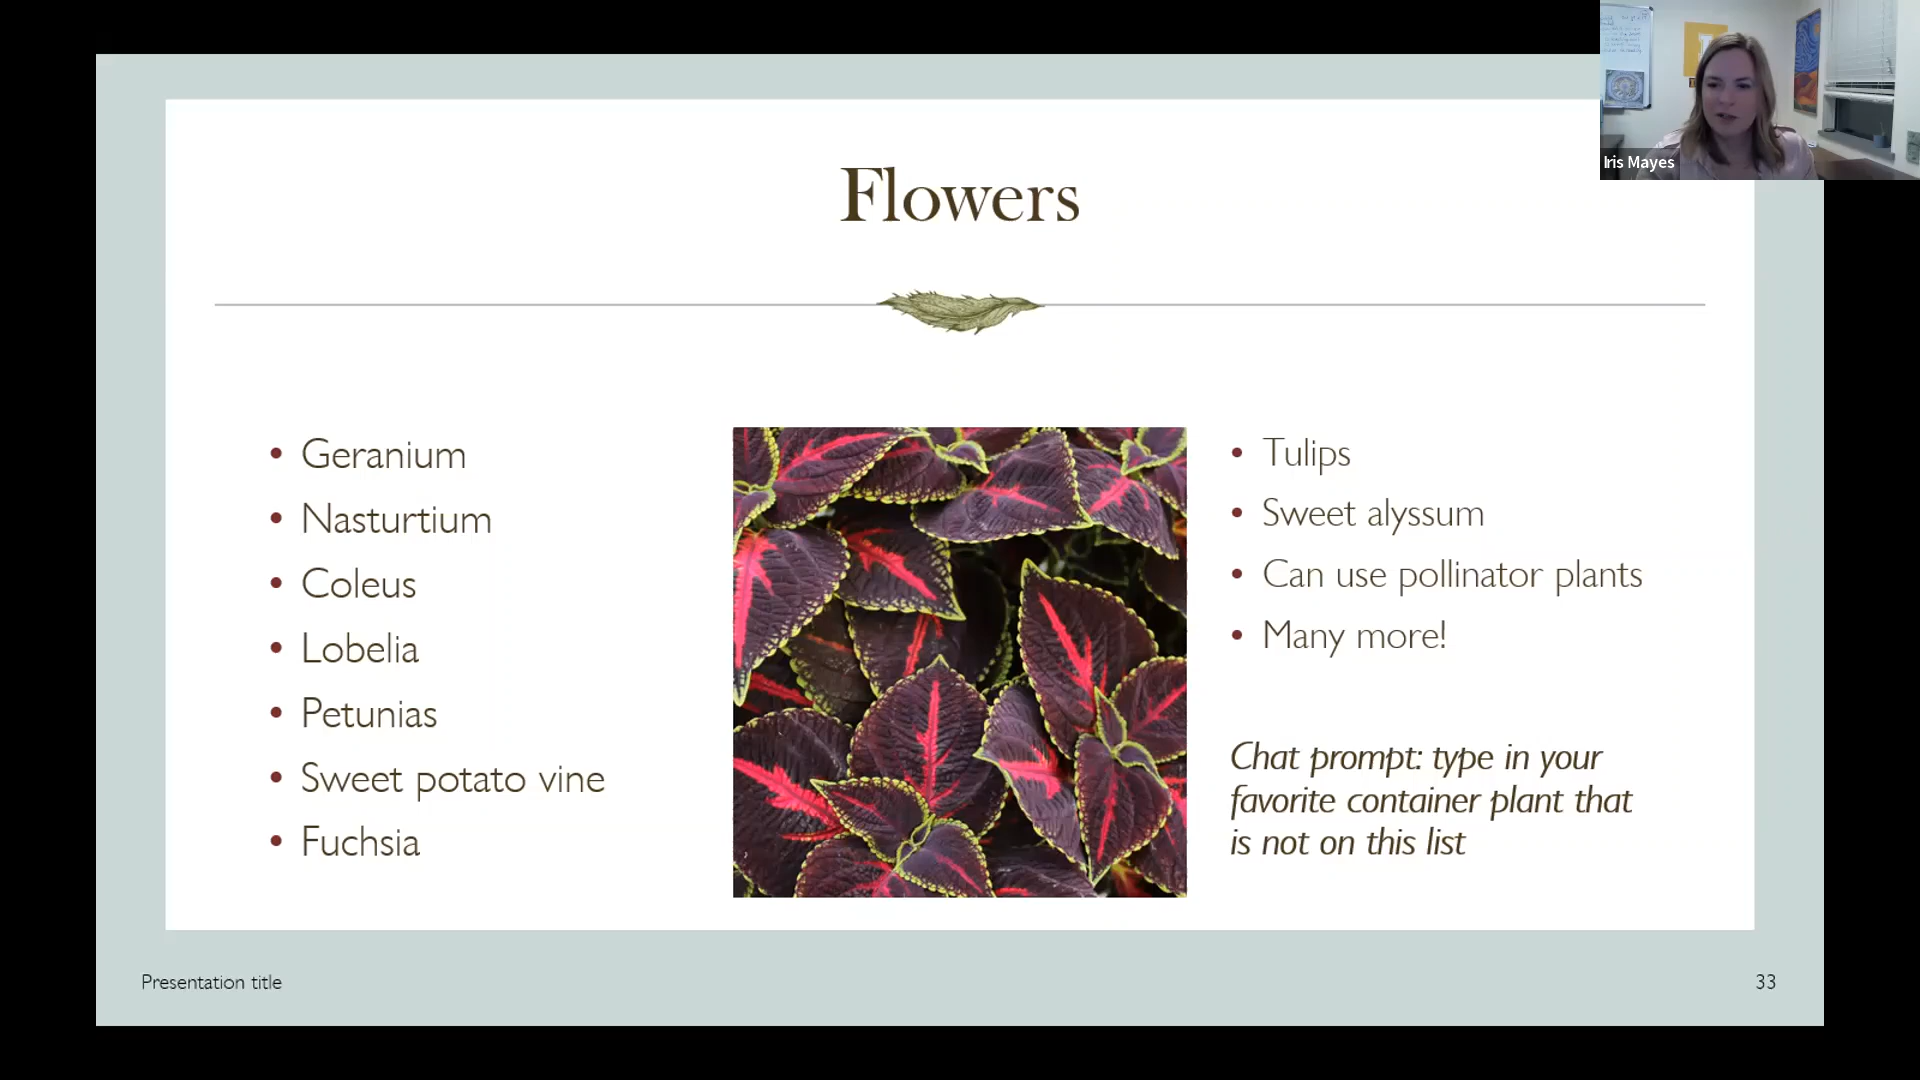 Iris Mayes
Flowers
• Geranium
• Nasturtium
• Coleus
• Lobelia
• Petunias
• Sweet potato vine
• Fuchsia
• Tulips
• Sweet alyssum
• Can use pollinator plants
• Many more!
Chat prompt: type in your
favorite container plant that
is not on this list
Presentation title
33